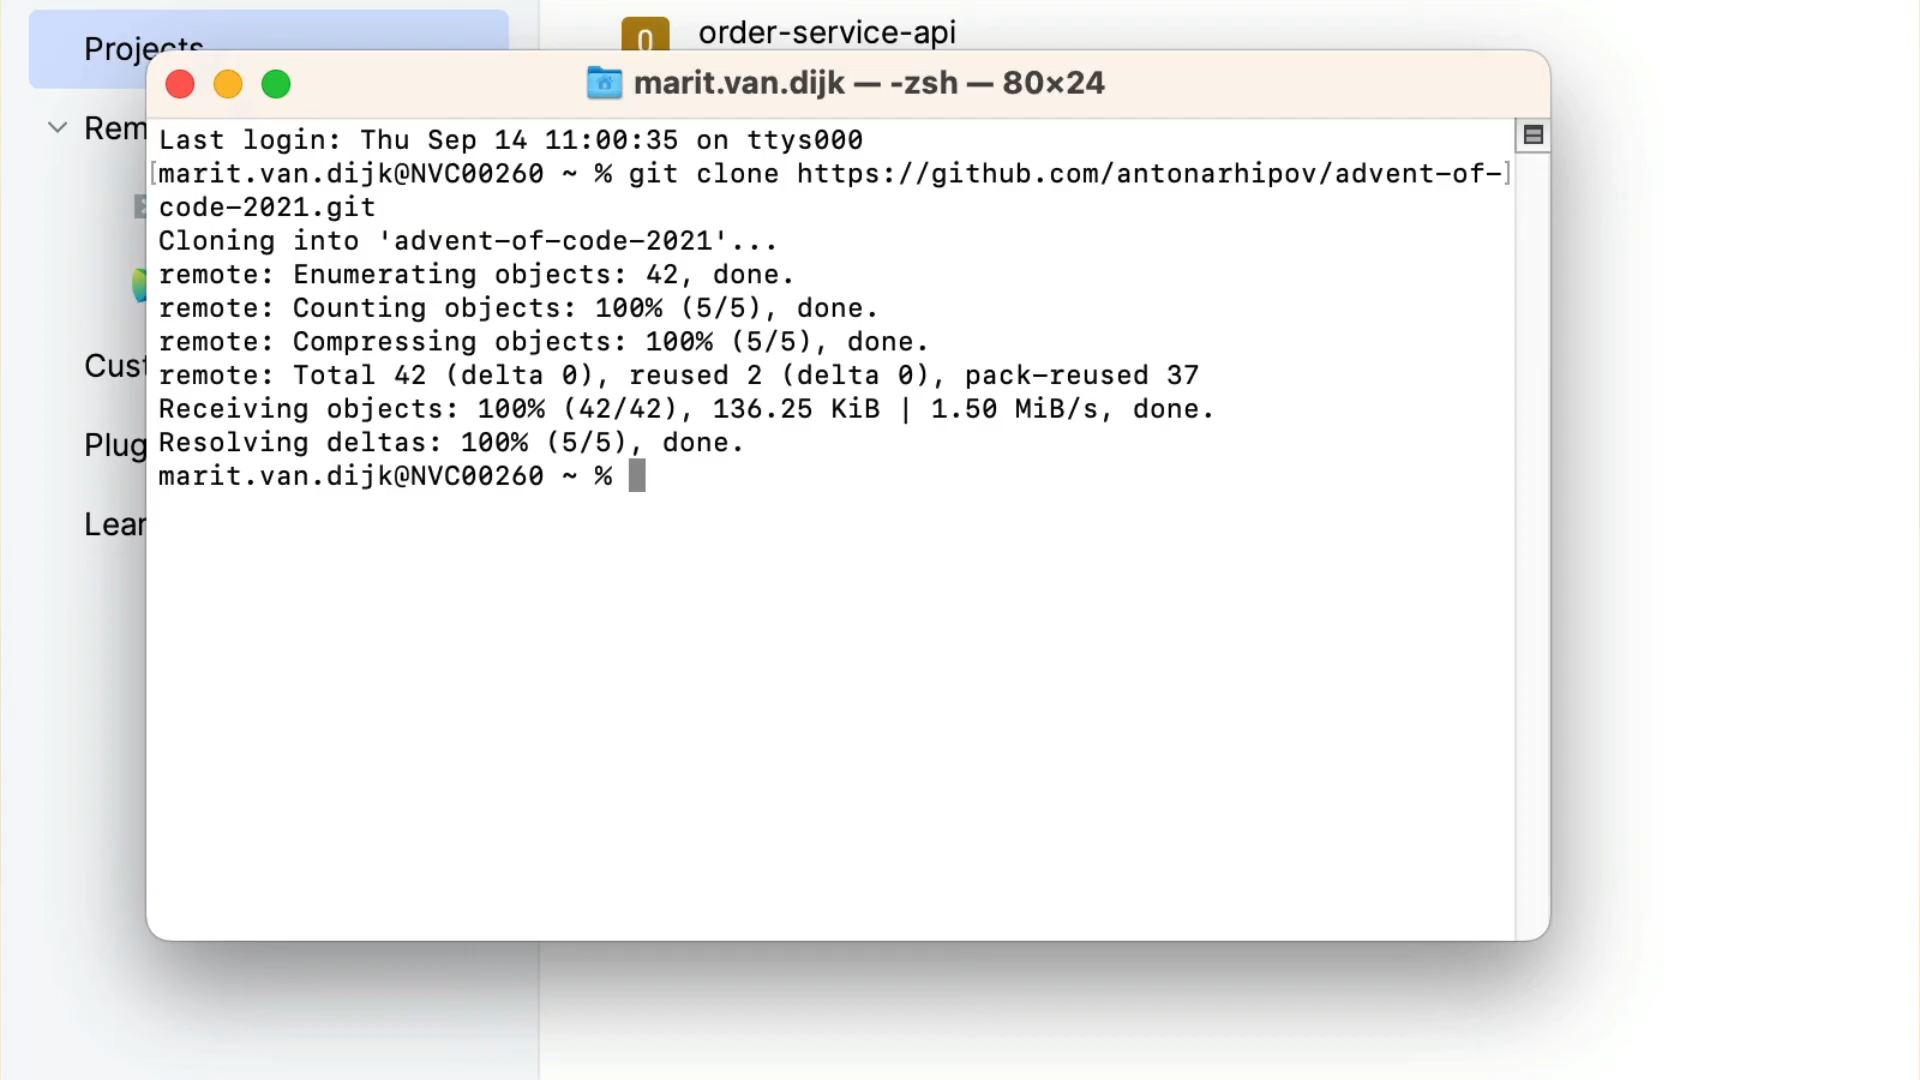 Projects
order-service-api
marit.van.dijk — -zsh — 80×24
Last login: Thu Sep 14 11:00:35 on ttys000
[marit.van.dijk@NVC00260 ~ % git clone https://github.com/antonarhipov/advent-of-]
code-2021.git
Cloning into 'advent-of-code-2021'...
remote: Enumerating objects: 42, done.
remote: Counting objects: 100% (5/5), done.
remote: Compressing objects: 100% (5/5), done.
remote: Total 42 (delta 0), reused 2 (delta 0), pack-reused 37
Receiving objects: 100% (42/42), 136.25 KiB | 1.50 MiB/s, done.
Resolving deltas: 100% (5/5), done.
marit.van.dijk@NVC00260 ~ %
Rem
Cust
Plug
Lear